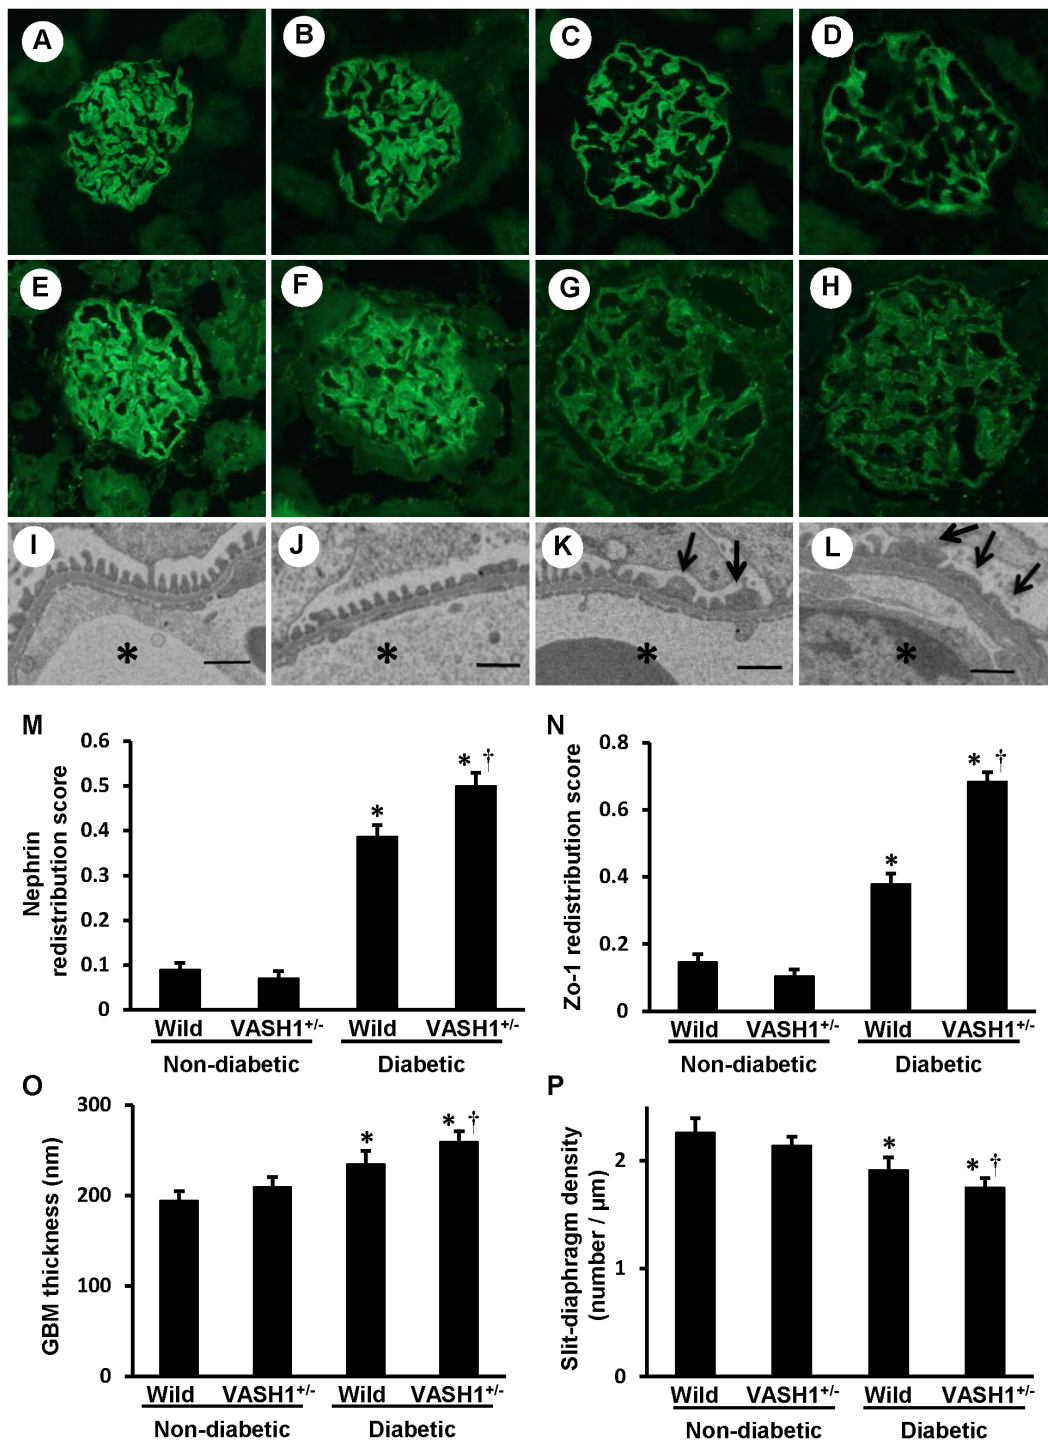 A
B
C
D
E
F
G
H
I
J
K
L
*
*
*
*
M
Nephrin
redistribution score
0.6
0.5
0.4
0.3
0.2
0.1
0
*
* †
Wild
VASH1+/-
Wild
VASH1+/-
Non-diabetic
Diabetic
N
Zo-1 redistribution score
0.8
0.6
0.4
0.2
0
*
* †
Wild
VASH1+/-
Wild
VASH1+/-
Non-diabetic
Diabetic
O
GBM thickness (nm)
300
200
100
0
*
* †
Wild
VASH1+/-
Wild
VASH1+/-
Non-diabetic
Diabetic
P
Slit-diaphragm density
(number / μm)
2
1
0
*
* †
Wild
VASH1+/-
Wild
VASH1+/-
Non-diabetic
Diabetic